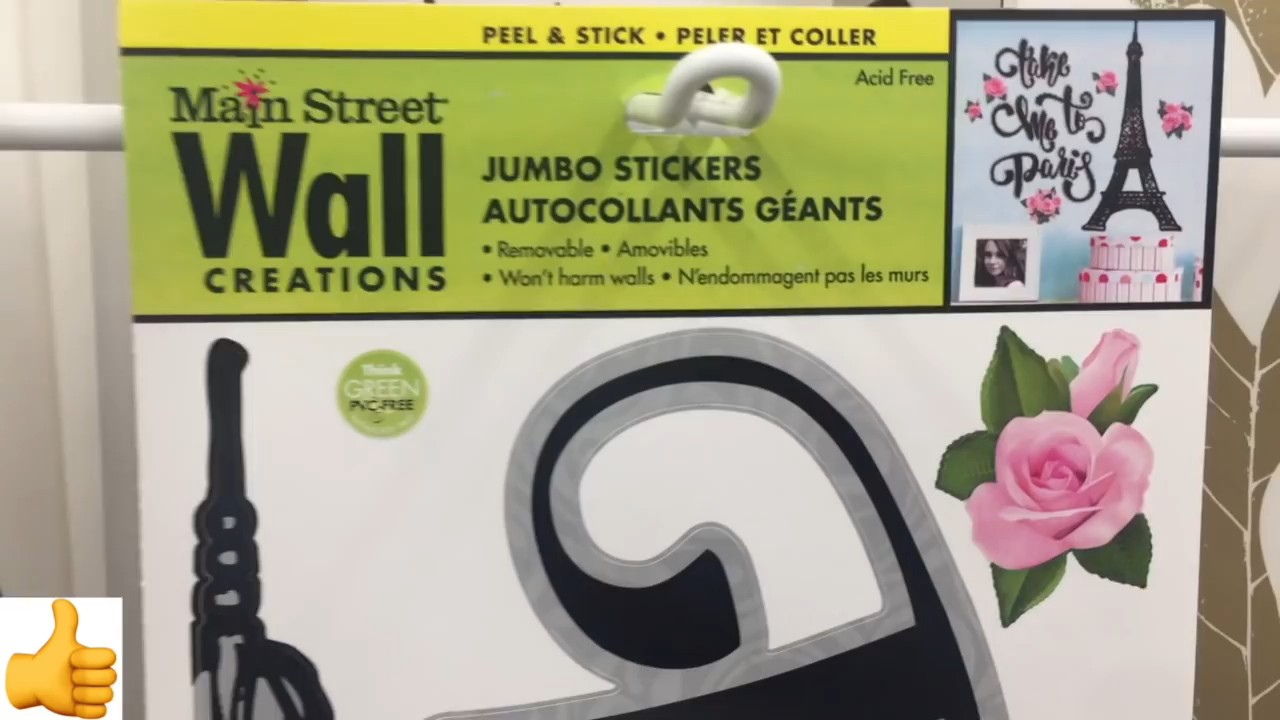 PEEL & STICK • PELER ET COLLER
Acid Free
Main Street
Wall
CREATIONS
JUMBO STICKERS
AUTOCOLLANTS GÉANTS
• Removable • Amovibles
• Won't harm walls • N'endommagent pas les murs
take
Me to
Paris
Think
GREEN
PVC-FREE